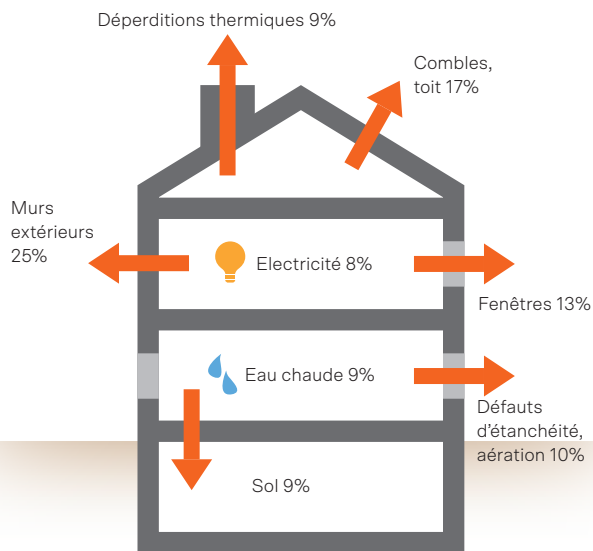 Déperditions thermiques 9%
Combles,
toit 17%
Murs
extérieurs
25%
Electricité 8%
Fenêtres 13%
Eau chaude 9%
Défauts
d'étanchéité,
aération 10%
Sol 9%